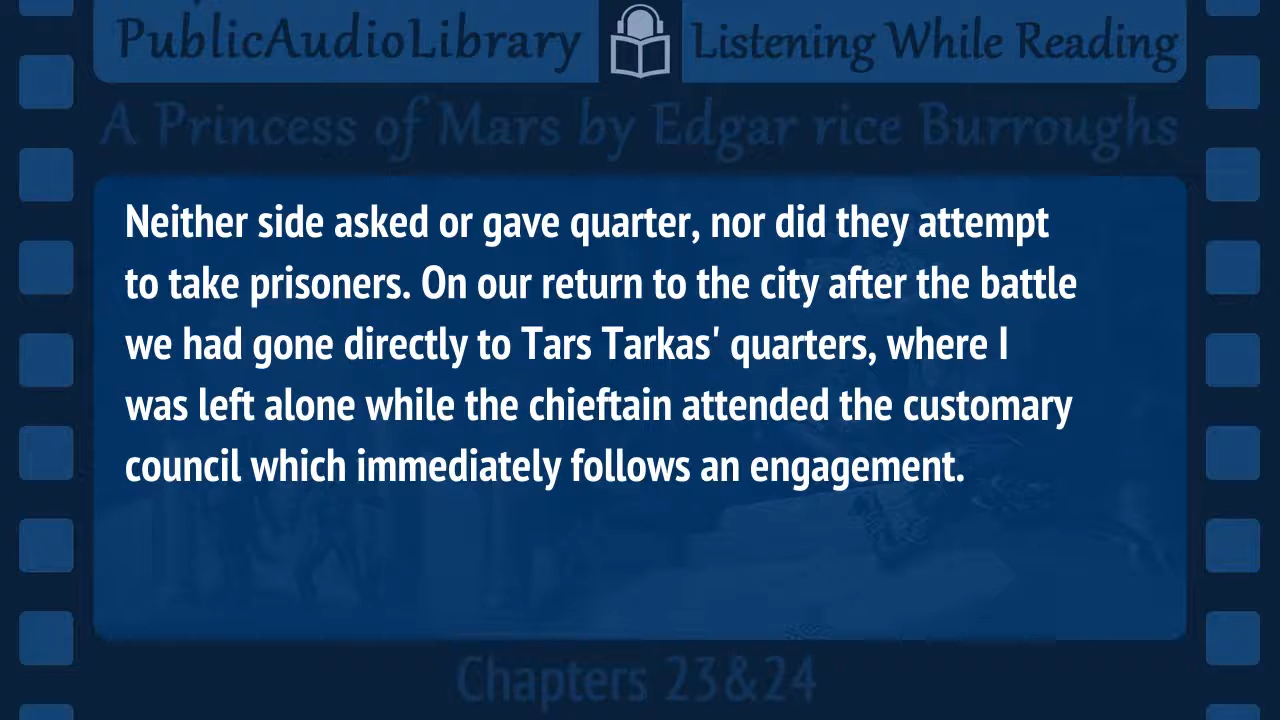 PublicAudioLibrary Listening While Reading
A Princess of Mars by Edgar rice Burroughs
Neither side asked or gave quarter, nor did they attempt
to take prisoners. On our return to the city after the battle
we had gone directly to Tars Tarkas' quarters, where I
was left alone while the chieftain attended the customary
council which immediately follows an engagement.
Chapters 23&24